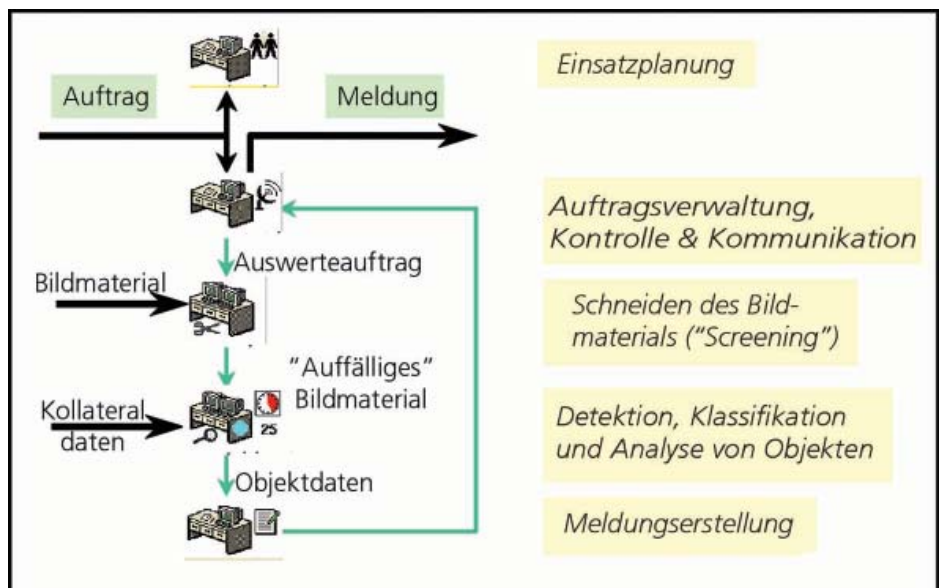 Einsatzplanung
Auftrag
Meldung
Auftragsverwaltung,
Kontrolle & Kommunikation
Auswerteauftrag
Bildmaterial
Schneiden des Bild-
materials (“Screening”)
”Auffälliges”
Bildmaterial
Kollateral
daten
25
Detektion, Klassifikation
und Analyse von Objekten
Objektdaten
Meldungserstellung